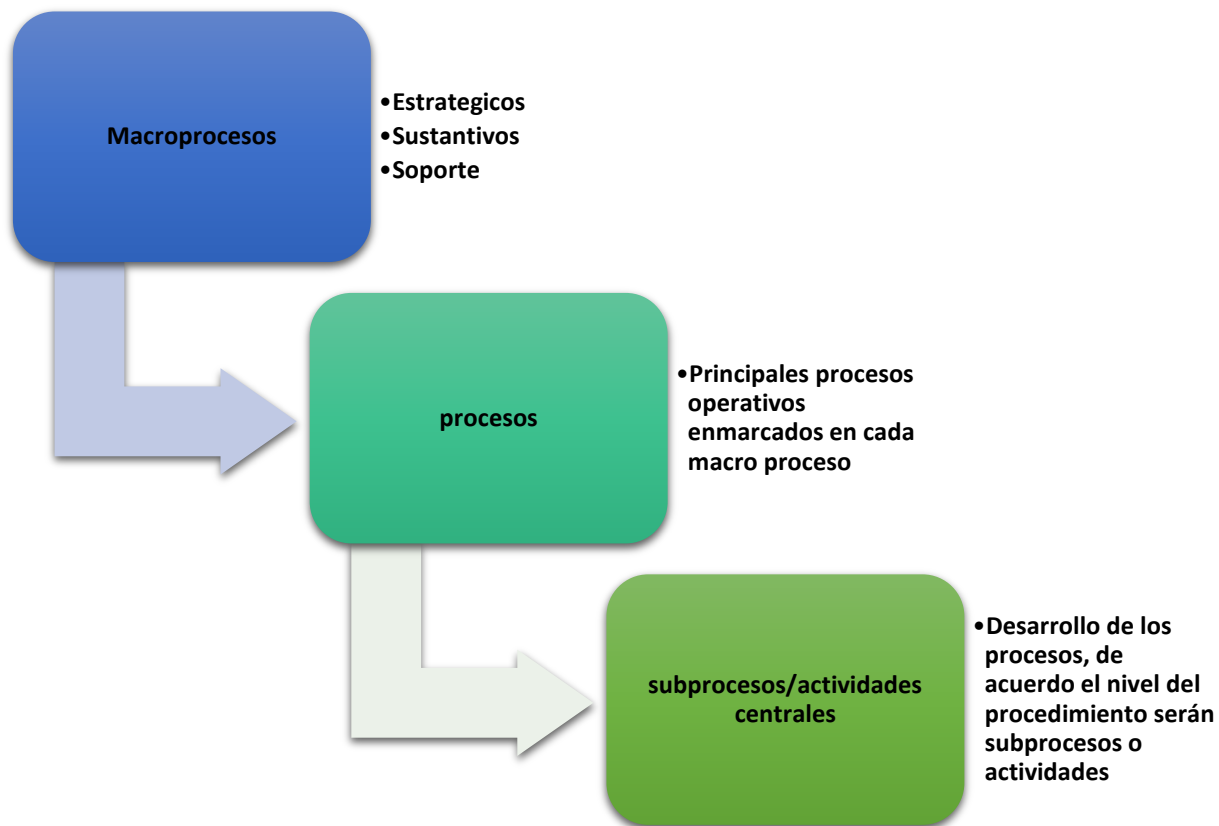 Macroprocesos
•Estrategicos
•Sustantivos
•Soporte
procesos
•Principales procesos
operativos
enmarcados en cada
macro proceso
subprocesos/actividades
centrales
•Desarrollo de los
procesos, de
acuerdo el nivel del
procedimiento serán
subprocesos o
actividades